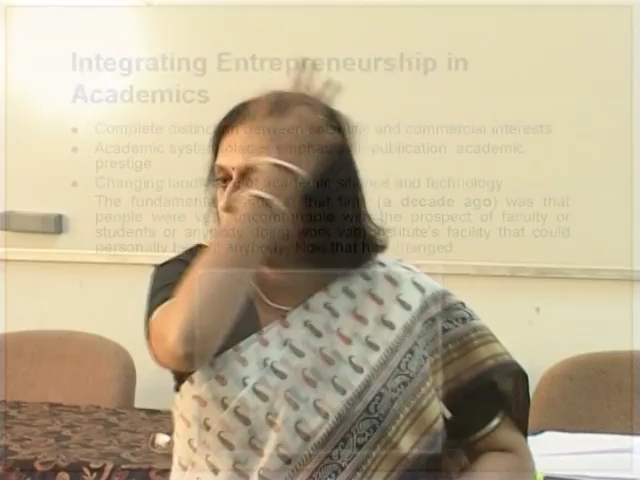 Integrating Entrepreneurship in
Academics
Complete distinction between scientific and commercial interests
Academic system places emphasis in publication, academic
prestige
Changing landscape of academic science and technology
The fundamental that time (a decade ago) was that
people were very uncomfortable with the prospect of faculty or
students or anybody doing work with institute's facility that could
personally benefit anybody. Now that has changed.